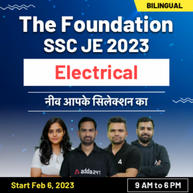 BILINGUAL
The Foundation
SSC JE 2023
Electrical
नीव आपके सिलेक्शन का
adda247
Start Feb 6, 2023
9 AM to 6 PM